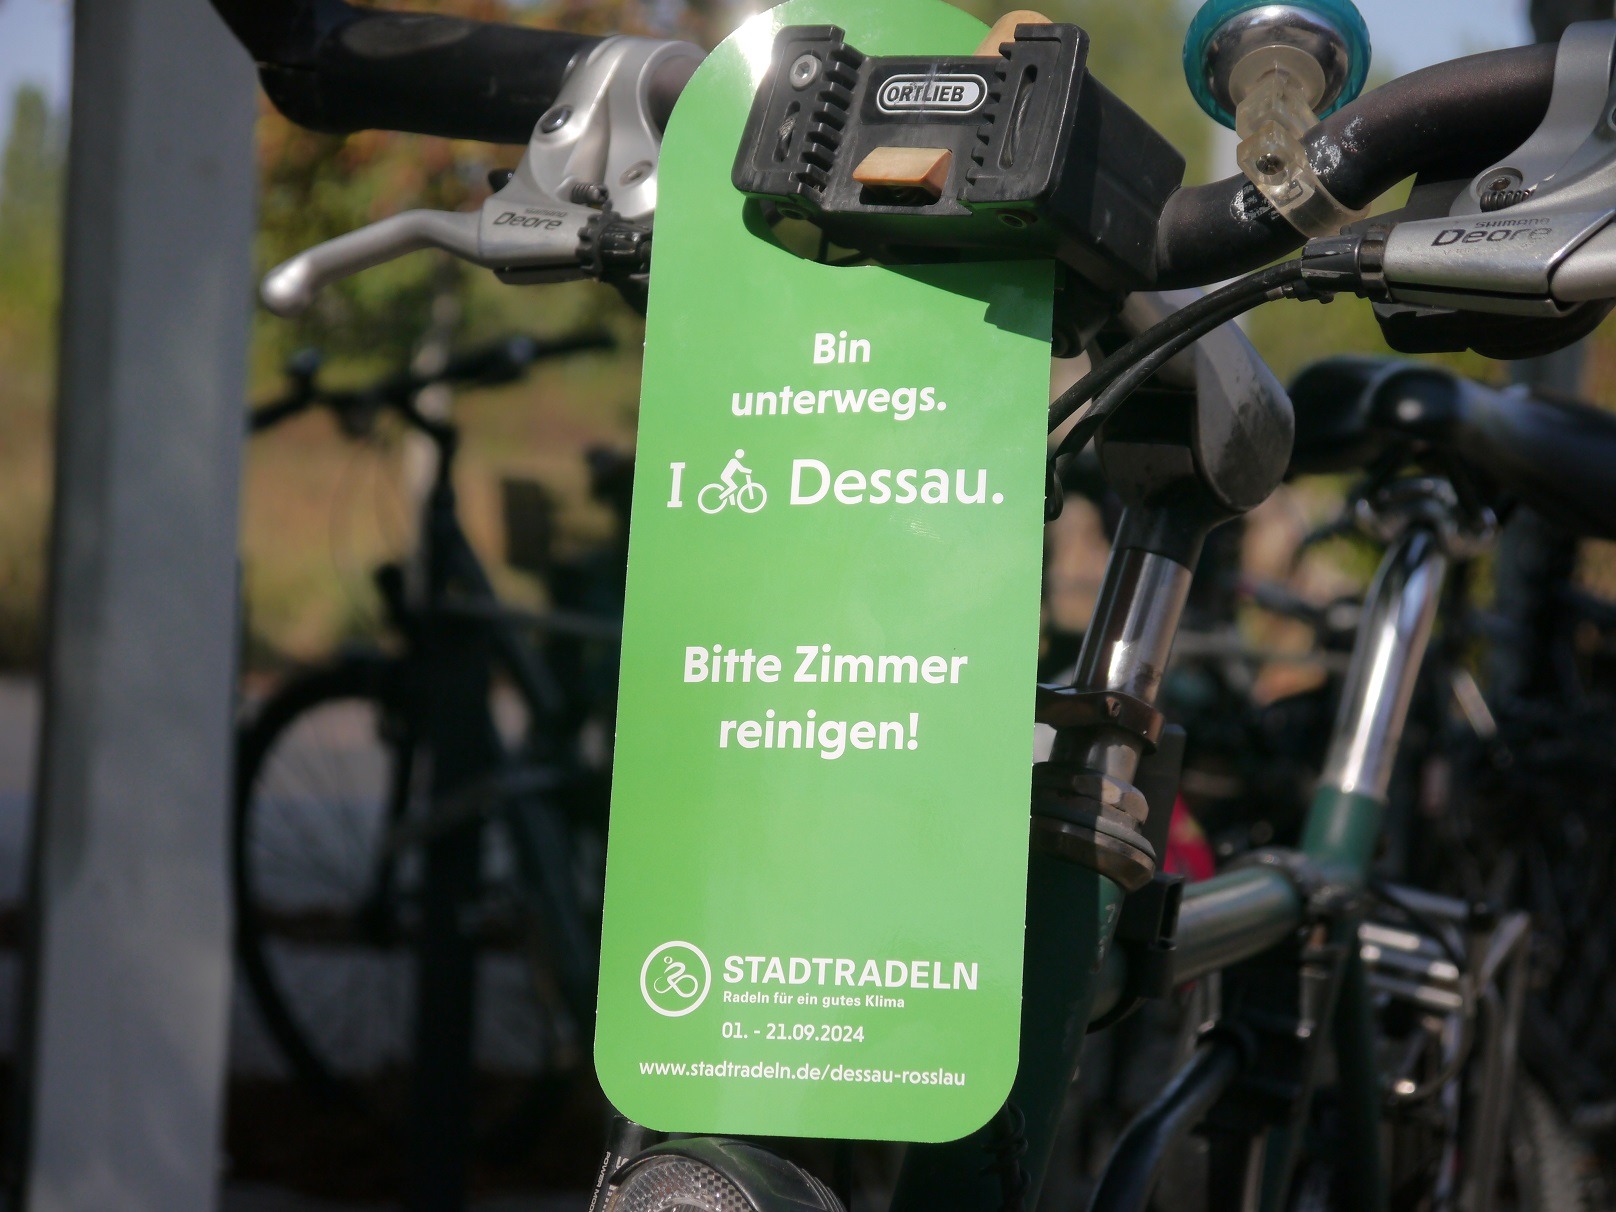 ORTLIEB
SHIMANO
Deore
SHIMANO
Deore
Bin
unterwegs.
I Dessau.
Bitte Zimmer
reinigen!
STADTRADELN
Radeln für ein gutes Klima
01. - 21.09.2024
www.stadtradeln.de/dessau-rosslau